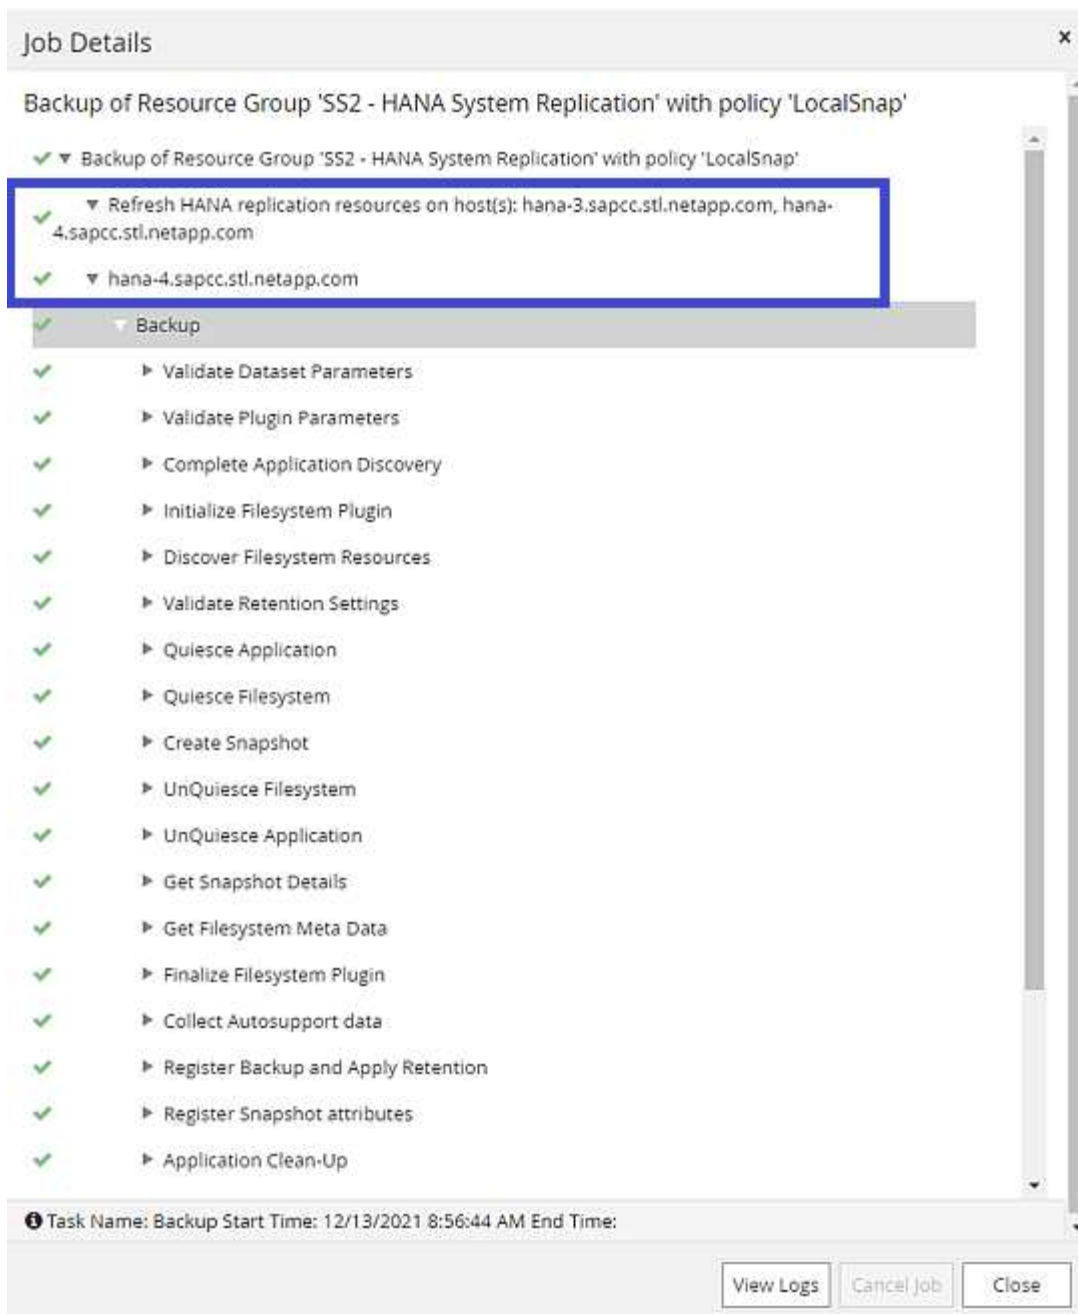 Job Details
Backup of Resource Group 'SS2 - HANA System Replication' with policy 'LocalSnap'
Backup of Resource Group 'SS2 - HANA System Replication' with policy 'LocalSnap'
Refresh HANA replication resources on host(s): hana-3.sapcc.stl.netapp.com, hana-
4.sapcc.stl.netapp.com
hana-4.sapcc.stl.netapp.com
Backup
Validate Dataset Parameters
Validate Plugin Parameters
Complete Application Discovery
Initialize Filesystem Plugin
Discover Filesystem Resources
Validate Retention Settings
Quiesce Application
Quiesce Filesystem
Create Snapshot
UnQuiesce Filesystem
UnQuiesce Application
Get Snapshot Details
Get Filesystem Meta Data
Finalize Filesystem Plugin
Collect Autosupport data
Register Backup and Apply Retention
Register Snapshot attributes
Application Clean-Up
Task Name: Backup Start Time: 12/13/2021 8:56:44 AM End Time:
View Logs
Cancel Job
Close